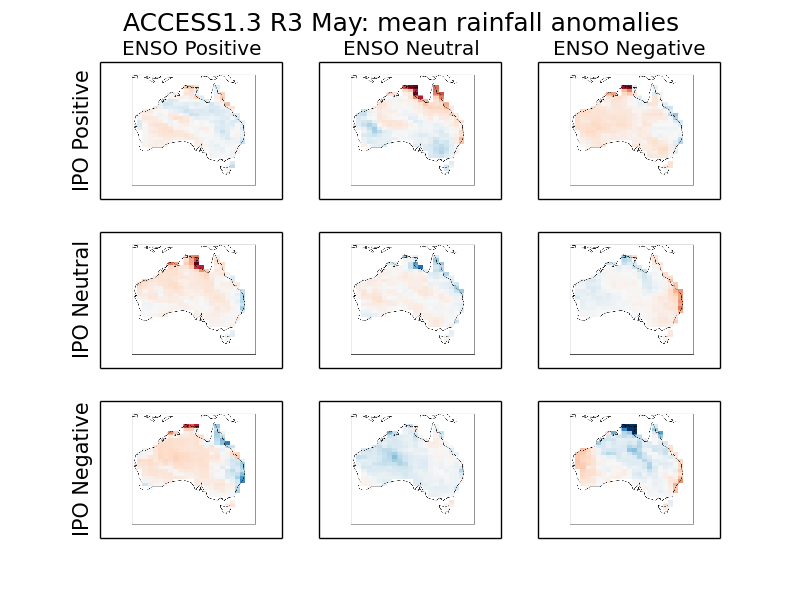 ACCESS1.3 R3 May: mean rainfall anomalies
ENSO Positive ENSO Neutral ENSO Negative
IPO Positive
IPO Neutral
IPO Negative